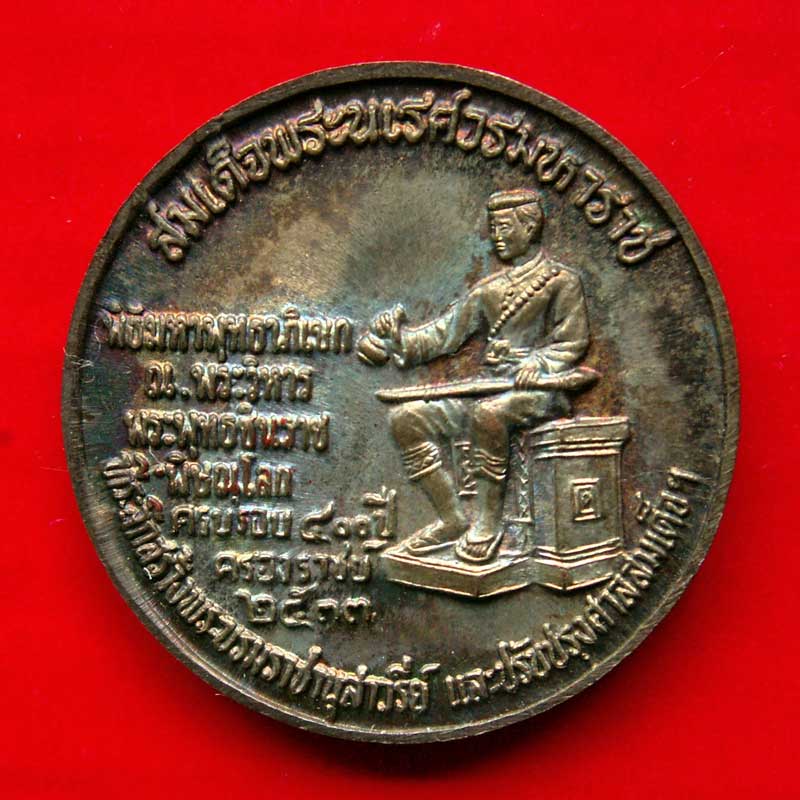 สมเด็จพระนเรศวรมหาราช
พิธีมหาพุทธาภิเษก
ณ.พระวิหาร
พระพุทธชินราช
พิษณุโลก
ครบรอบ ๔๐๐ปี
ครองราชย์
๒๕๓๓
ที่ระลึกสร้างพระบรมราชานุสาวรีย์ และปรับปรุงศาลสมเด็จฯ